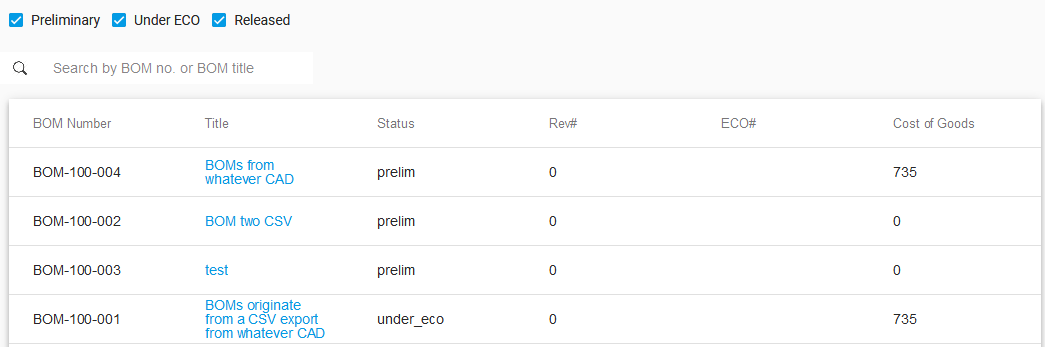 Preliminary Under ECO Released
Search by BOM no. or BOM title
BOM Number Title Status Rev# ECO# Cost of Goods
BOM-100-004 BOMs from whatever CAD prelim 0 735
BOM-100-002 BOM two CSV prelim 0 0
BOM-100-003 test prelim 0 0
BOM-100-001 BOMs originate from a CSV export from whatever CAD under_eco 0 735